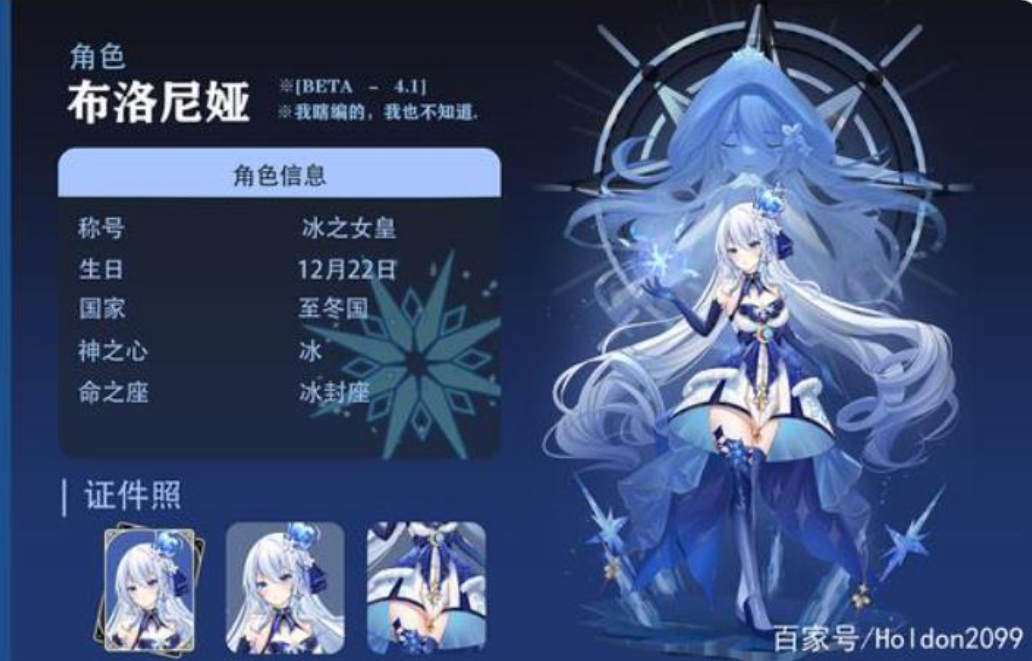 角色
布洛尼娅
※[BETA - 4.1]
※我瞎编的，我也不知道.
角色信息
称号 冰之女皇
生日 12月22日
国家 至冬国
神之心 冰
命之座 冰封座
证件照
百家号/Holdon2099